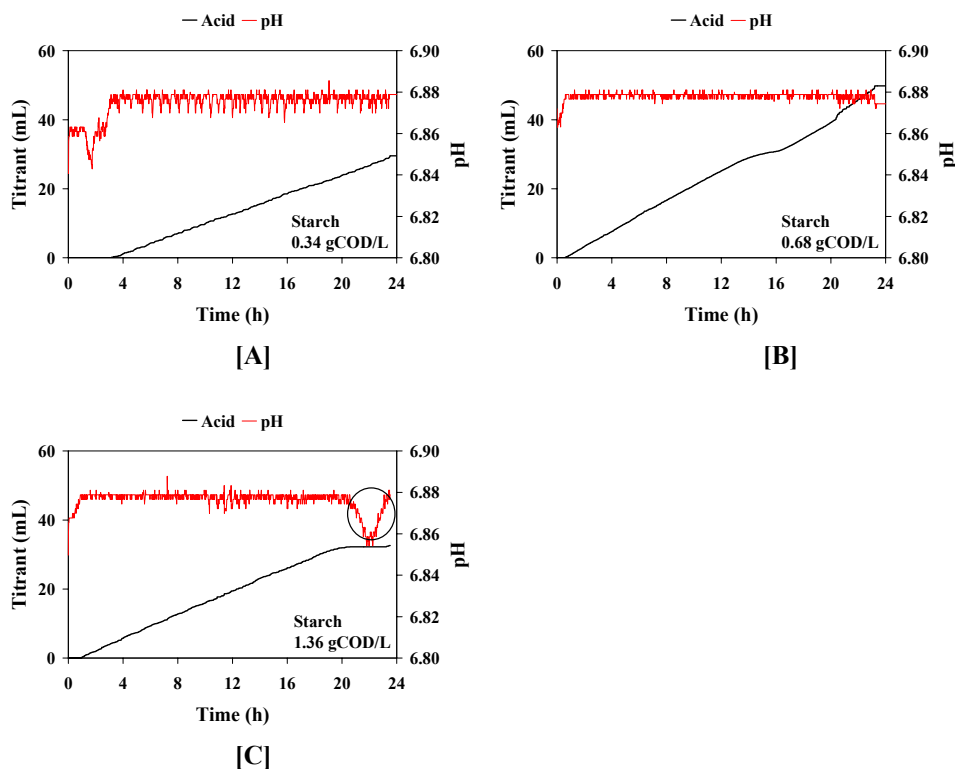 Acid pH
60
40
20
0
6.90
6.88
6.86
6.84
6.82
6.80
0 4 8 12 16 20 24
Titrant (mL)
pH
Time (h)
Starch
0.34 gCOD/L
[A]
Acid pH
60
40
20
0
6.90
6.88
6.86
6.84
6.82
6.80
0 4 8 12 16 20 24
Titrant (mL)
pH
Time (h)
Starch
0.68 gCOD/L
[B]
Acid pH
60
40
20
0
6.90
6.88
6.86
6.84
6.82
6.80
0 4 8 12 16 20 24
Titrant (mL)
pH
Time (h)
Starch
1.36 gCOD/L
[C]